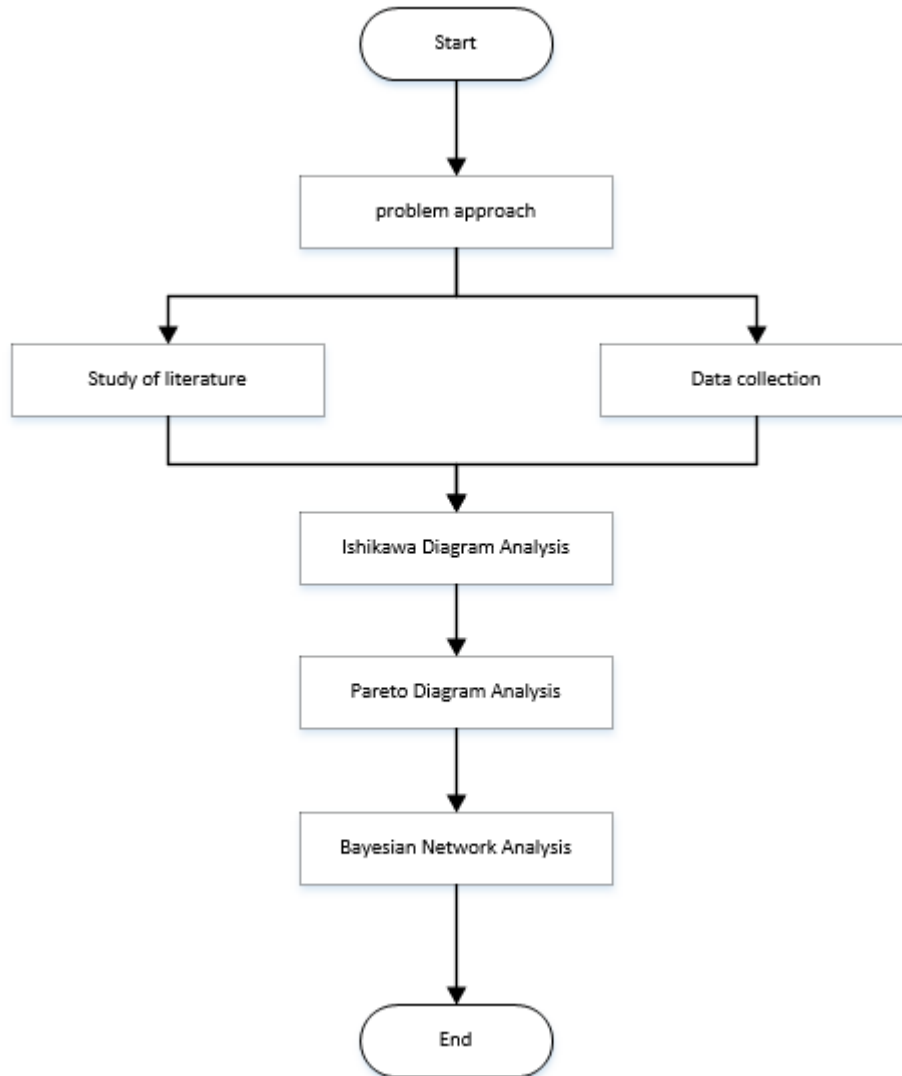 Start
problem approach
Study of literature
Data collection
Ishikawa Diagram Analysis
Pareto Diagram Analysis
Bayesian Network Analysis
End